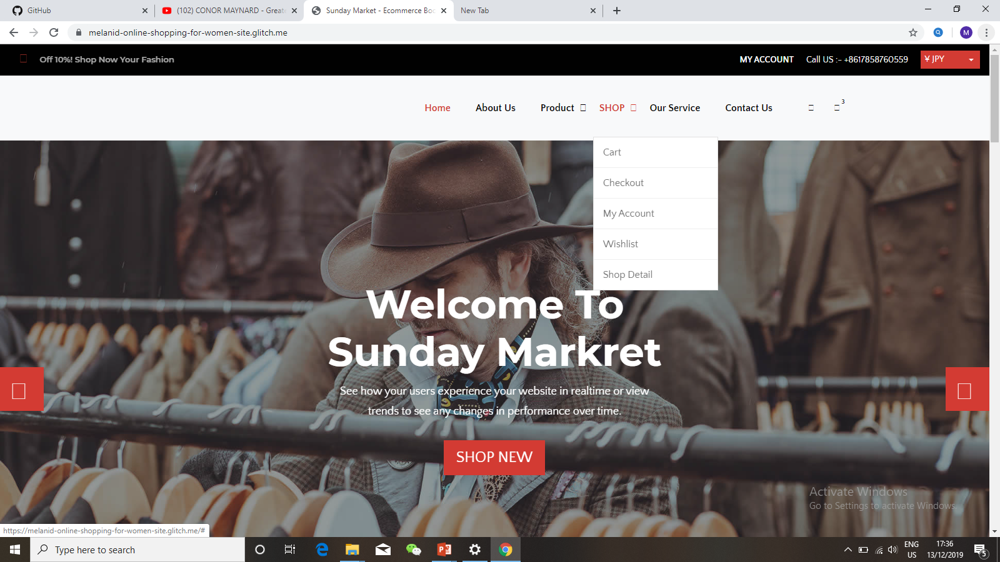 GitHub
(102) CONOR MAYNARD - Greate
Sunday Market - Ecommerce Boo
New Tab
melanid-online-shopping-for-women-site.glitch.me
M
Off 10%! Shop Now Your Fashion
MY ACCOUNT
Call US :- +8617858760559
¥ JPY
Home
About Us
Product
SHOP
Our Service
Contact Us
3
Cart
Checkout
My Account
Wishlist
Shop Detail
Welcome To
Sunday Markret
See how your users experience your website in realtime or view
trends to see any changes in performance over time.
SHOP NEW
Activate Windows
Go to Settings to activate Windows.
https://melanid-online-shopping-for-women-site.glitch.me/#
Type here to search
ENG
US
17:36
13/12/2019
5